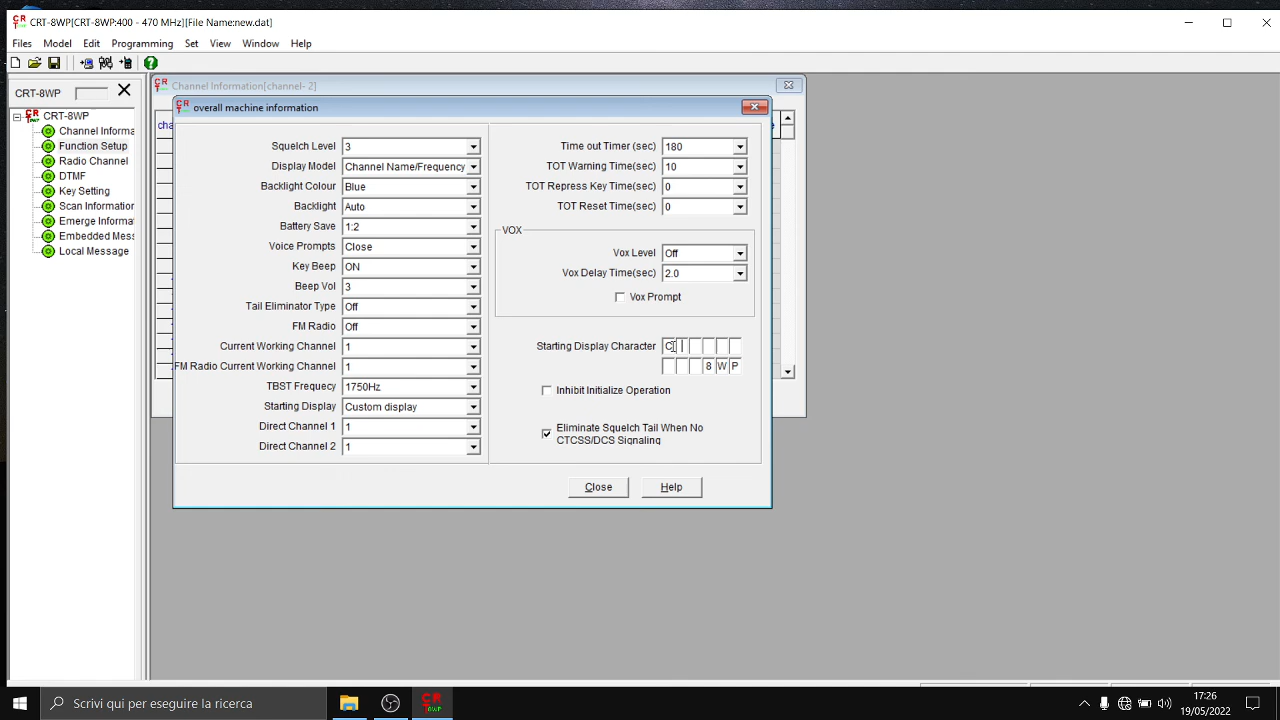 CRT-8WP[CRT-8WP:400 - 470 MHz][File Name:new.dat]
Files Model Edit Programming Set View Window Help
CRT-8WP
CRT-8WP
Channel Informa
Function Setup
Radio Channel
DTMF
Key Setting
Scan Information
Emerge Informat
Embedded Mess
Local Message
Channel Information[channel- 2]
cha
e
overall machine information
Squelch Level 3
Display Model Channel Name/Frequency
Backlight Colour Blue
Backlight Auto
Battery Save 1:2
Voice Prompts Close
Key Beep ON
Beep Vol 3
Tail Eliminator Type Off
FM Radio Off
Current Working Channel 1
FM Radio Current Working Channel 1
TBST Frequecy 1750Hz
Starting Display Custom display
Direct Channel 1 1
Direct Channel 2 1
Time out Timer (sec) 180
TOT Warning Time(sec) 10
TOT Repress Key Time(sec) 0
TOT Reset Time(sec) 0
VOX
Vox Level Off
Vox Delay Time(sec) 2.0
Vox Prompt
Starting Display Character C
8 W P
Inhibit Initialize Operation
Eliminate Squelch Tail When No
CTCSS/DCS Signaling
Close Help
Scrivi qui per eseguire la ricerca
CRT
8WP
17:26
19/05/2022